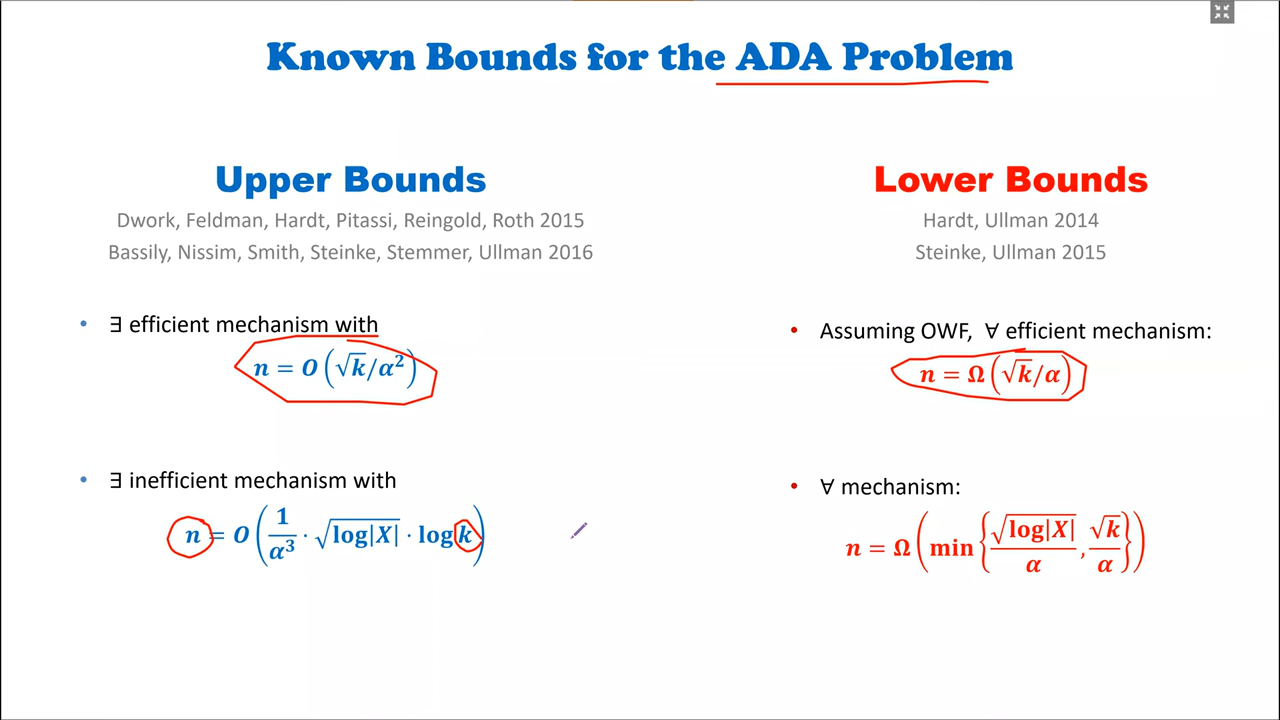 Known Bounds for the ADA Problem
Upper Bounds
Dwork, Feldman, Hardt, Pitassi, Reingold, Roth 2015
Bassily, Nissim, Smith, Steinke, Stemmer, Ullman 2016
• ∃ efficient mechanism with
n = O(√k/α²)
• ∃ inefficient mechanism with
n = O(1/α³ · √log|X| · log k)
Lower Bounds
Hardt, Ullman 2014
Steinke, Ullman 2015
• Assuming OWF, ∀ efficient mechanism:
n = Ω(√k/α)
• ∀ mechanism:
n = Ω(min{√log|X|/α, √k/α})